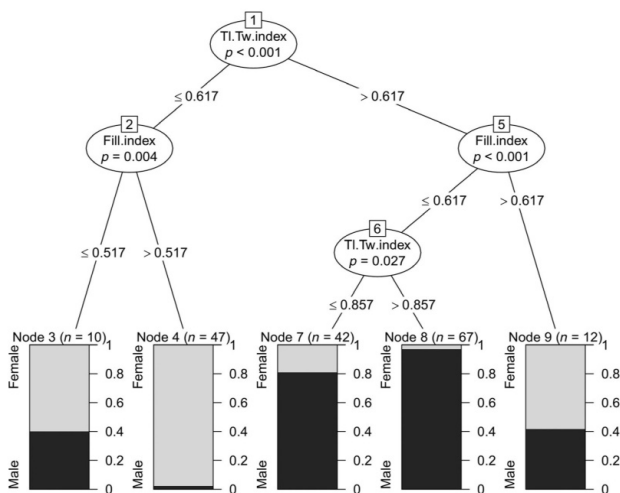 1
Tl.Tw.index
p < 0.001
≤ 0.617
> 0.617
2
Fill.index
p = 0.004
5
Fill.index
p < 0.001
≤ 0.617
> 0.617
6
Tl.Tw.index
p = 0.027
≤ 0.517
> 0.517
≤ 0.857
> 0.857
Node 3 (n = 10)
Female
Male
1
0.8
0.6
0.4
0.2
0
Node 4 (n = 47)
Female
Male
1
0.8
0.6
0.4
0.2
0
Node 7 (n = 42)
Female
Male
1
0.8
0.6
0.4
0.2
0
Node 8 (n = 67)
Female
Male
1
0.8
0.6
0.4
0.2
0
Node 9 (n = 12)
Female
Male
1
0.8
0.6
0.4
0.2
0